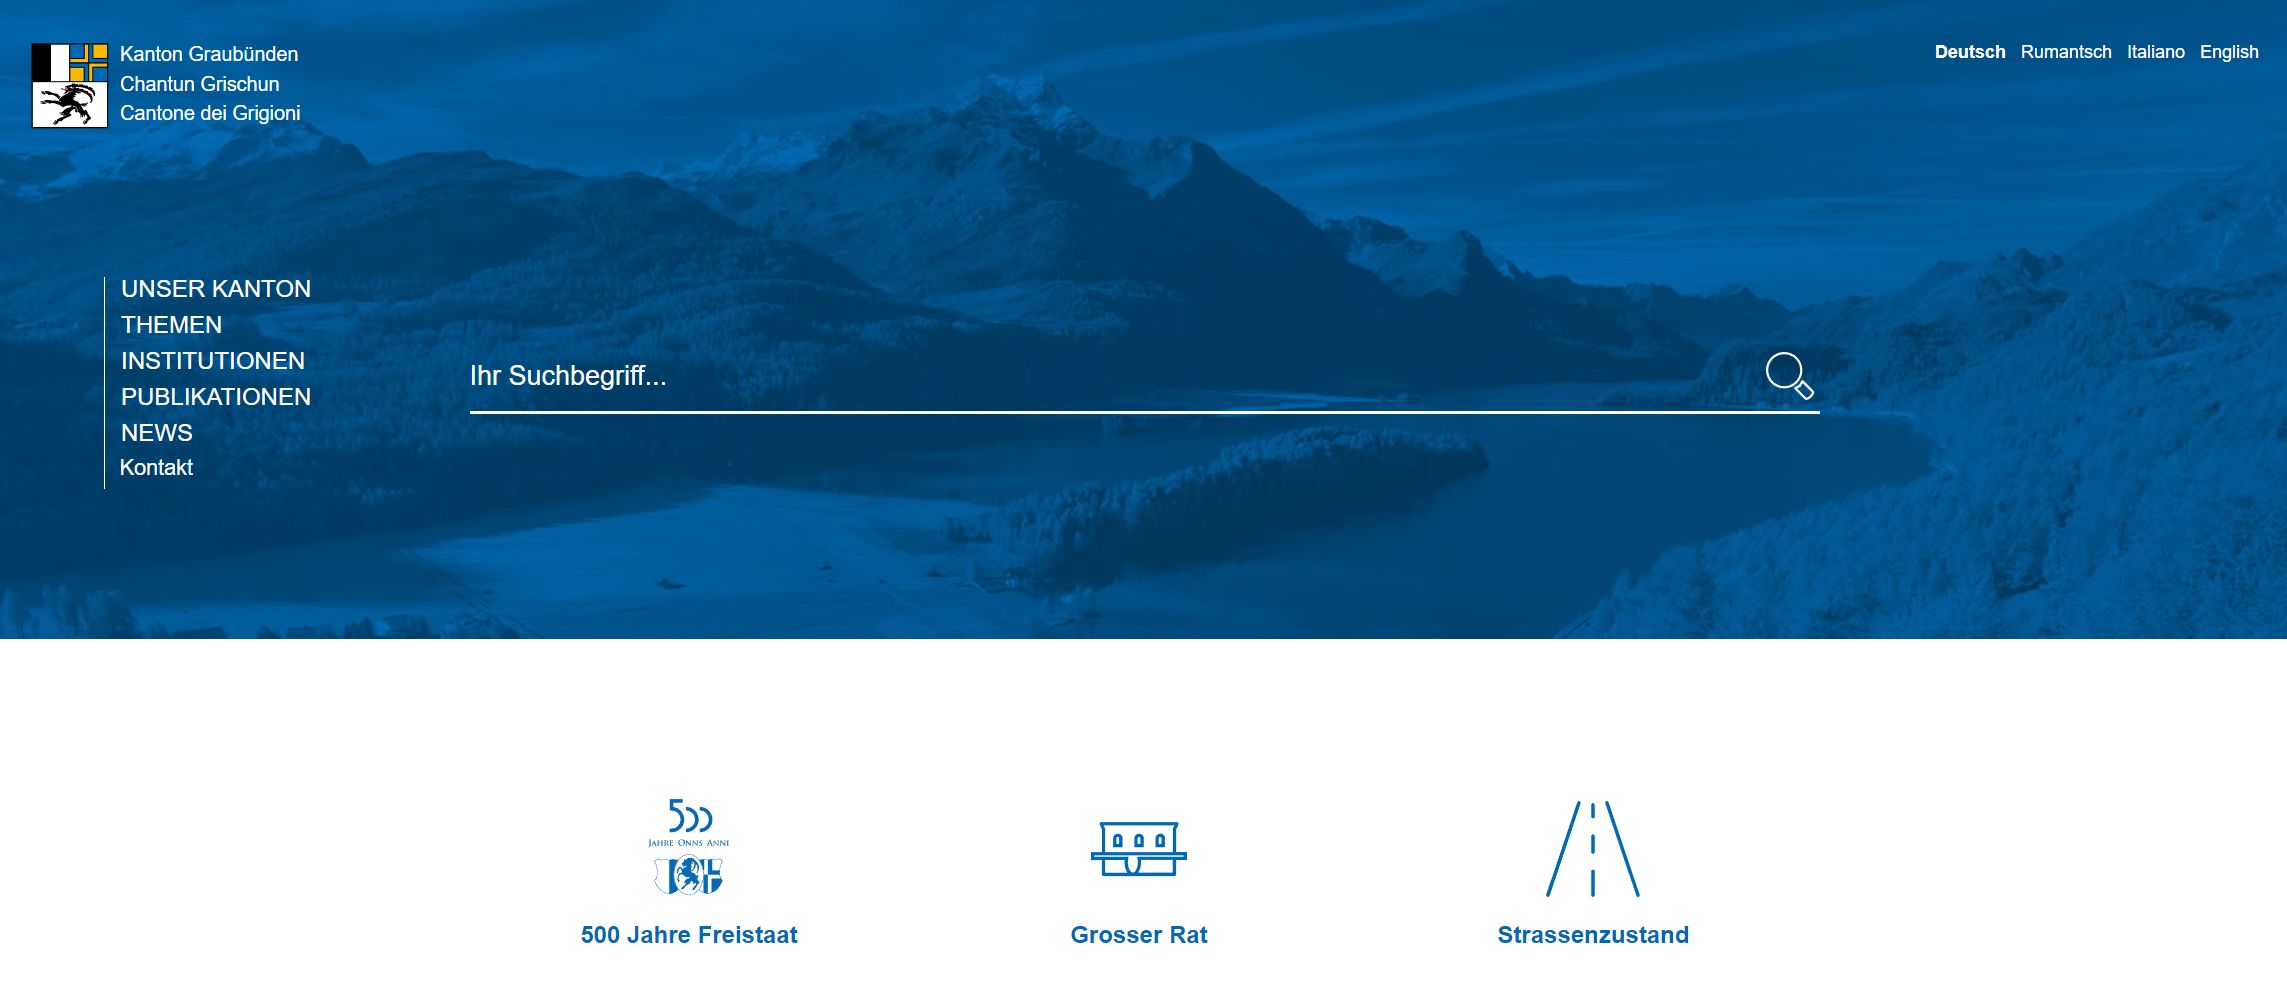 Kanton Graubünden
Chantun Grischun
Cantone dei Grigioni
Deutsch Rumantsch Italiano English
UNSER KANTON
THEMEN
INSTITUTIONEN
PUBLIKATIONEN
NEWS
Kontakt
Ihr Suchbegriff...
500
Jahre Onns Anni
500 Jahre Freistaat
Grosser Rat
Strassenzustand